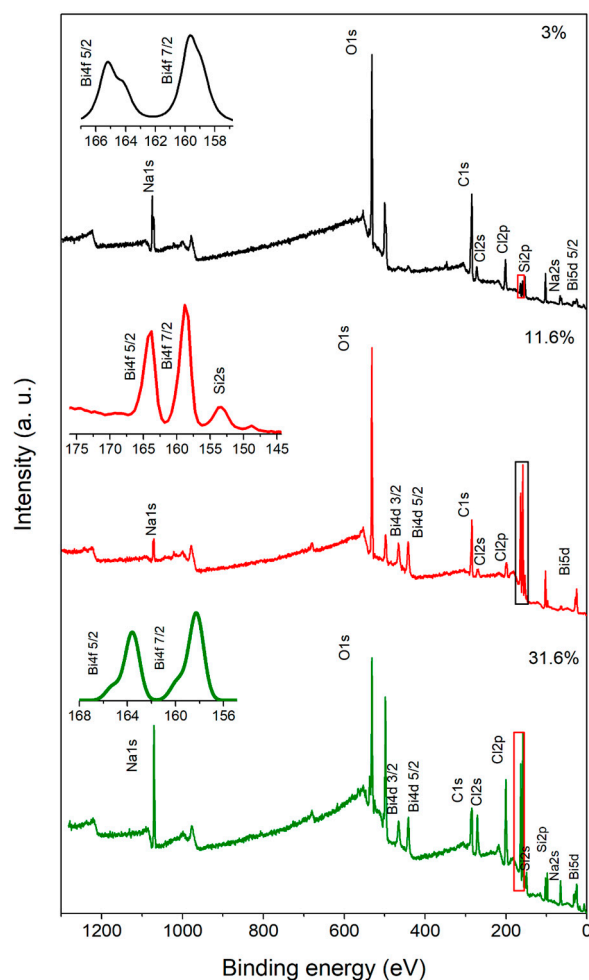 3%
O1s
Bi4f 5/2
Bi4f 7/2
166 164 162 160 158
Na1s
C1s
Cl2s
Cl2p
Si2p
Na2s
Bi5d 5/2
11.6%
O1s
Bi4f 5/2
Bi4f 7/2
Si2s
175 170 165 160 155 150 145
Na1s
Bi4d 3/2
Bi4d 5/2
C1s
Cl2s
Cl2p
Bi5d
31.6%
O1s
Bi4f 5/2
Bi4f 7/2
168 164 160 156
Na1s
Bi4d 3/2
Bi4d 5/2
C1s
Cl2s
Cl2p
Si2s
Si2p
Na2s
Bi5d
Intensity (a. u.)
1200 1000 800 600 400 200 0
Binding energy (eV)